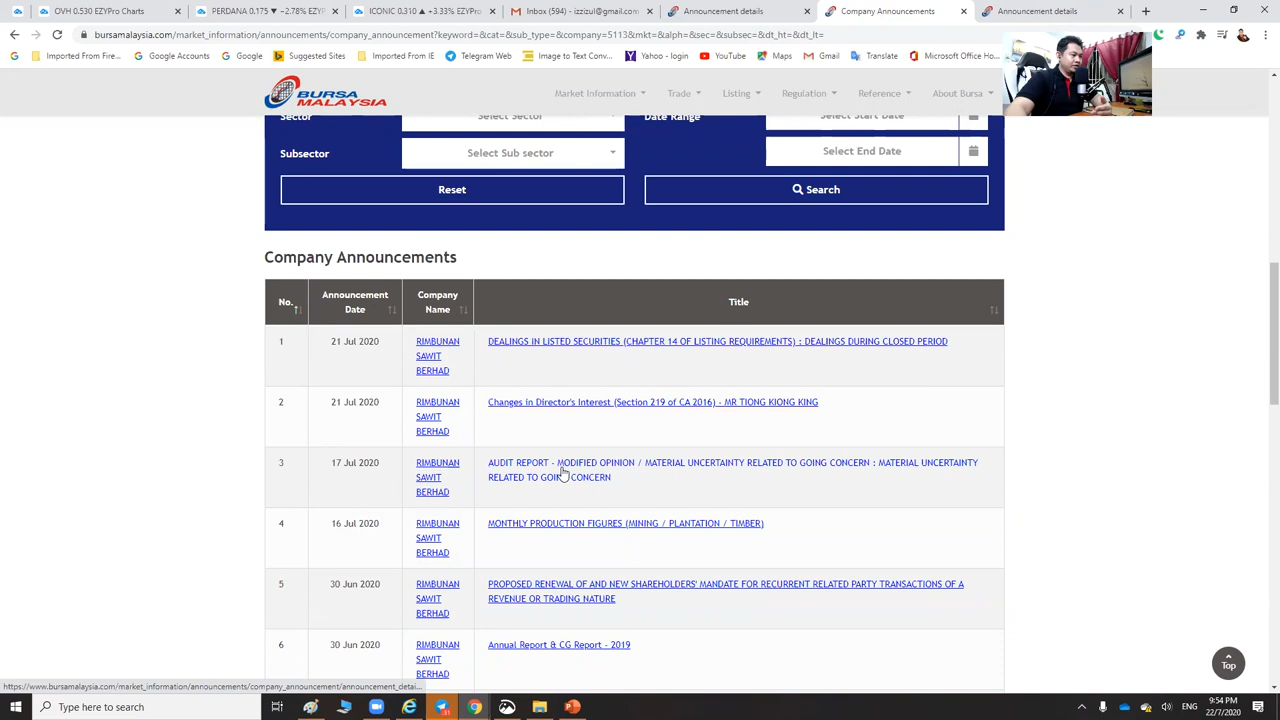 OVH 0.530 EZYPro Charts
PERDANA 0.175 ▾ −2.78% EZYPr
ICONIC 0.310 ▴ +3.33% EZYPro
Inbox (594) -
Company Announcements
bursamalaysia.com/market_information/announcements/company_announcement?keyword=&cat=&sub_type=&company=5113&mkt=&alph=&sec=&subsec=&dt_ht=&dt_lt=
Imported From Fire...
Google Accounts
Google
Suggested Sites
Imported From IE
Telegram Web
Image to Text Conv...
Yahoo - login
YouTube
Maps
Gmail
Translate
Microsoft Office Ho...
BURSA
MALAYSIA
Market Information
Trade
Listing
Regulation
Reference
About Bursa
Sector
Select Sector
Date Range
Select Start Date
Subsector
Select Sub sector
Select End Date
Reset
Search
Company Announcements
No.
Announcement
Date
Company
Name
Title
1
21 Jul 2020
RIMBUNAN
SAWIT
BERHAD
DEALINGS IN LISTED SECURITIES (CHAPTER 14 OF LISTING REQUIREMENTS) : DEALINGS DURING CLOSED PERIOD
2
21 Jul 2020
RIMBUNAN
SAWIT
BERHAD
Changes in Director's Interest (Section 219 of CA 2016) - MR TIONG KIONG KING
3
17 Jul 2020
RIMBUNAN
SAWIT
BERHAD
AUDIT REPORT - MODIFIED OPINION / MATERIAL UNCERTAINTY RELATED TO GOING CONCERN : MATERIAL UNCERTAINTY
RELATED TO GOING CONCERN
4
16 Jul 2020
RIMBUNAN
SAWIT
BERHAD
MONTHLY PRODUCTION FIGURES (MINING / PLANTATION / TIMBER)
5
30 Jun 2020
RIMBUNAN
SAWIT
BERHAD
PROPOSED RENEWAL OF AND NEW SHAREHOLDERS' MANDATE FOR RECURRENT RELATED PARTY TRANSACTIONS OF A
REVENUE OR TRADING NATURE
6
30 Jun 2020
RIMBUNAN
SAWIT
BERHAD
Annual Report & CG Report - 2019
Top
https://www.bursamalaysia.com/market_information/announcements/company_announcement/announcement_detai...
Type here to search
9:54 PM
22/7/2020